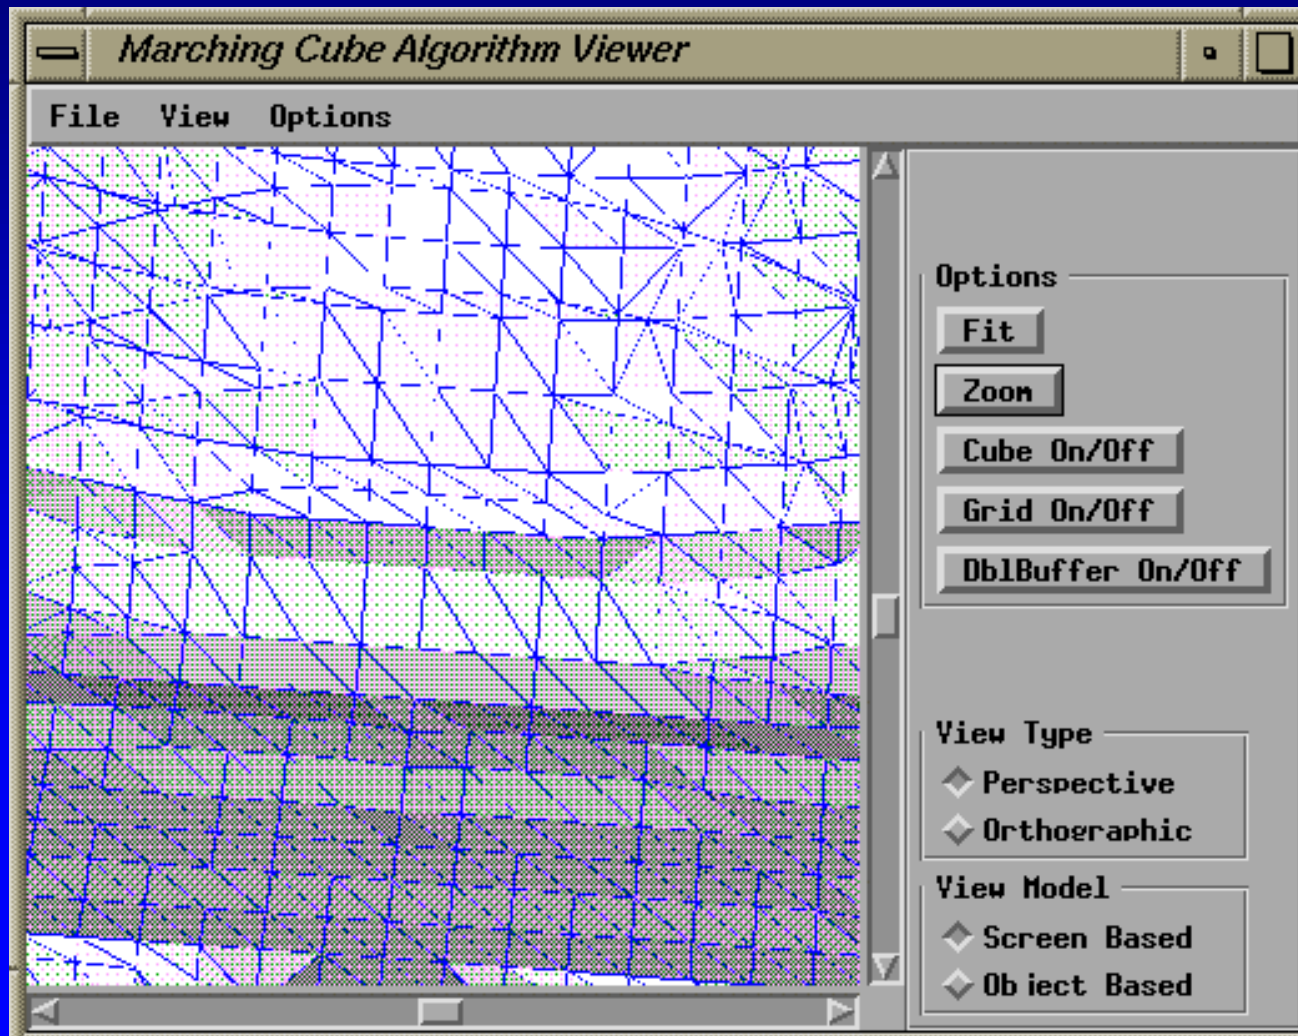 Marching Cube Algorithm Viewer
File View Options
Options
Fit
Zoom
Cube On/Off
Grid On/Off
DblBuffer On/Off
View Type
Perspective
Orthographic
View Model
Screen Based
Object Based